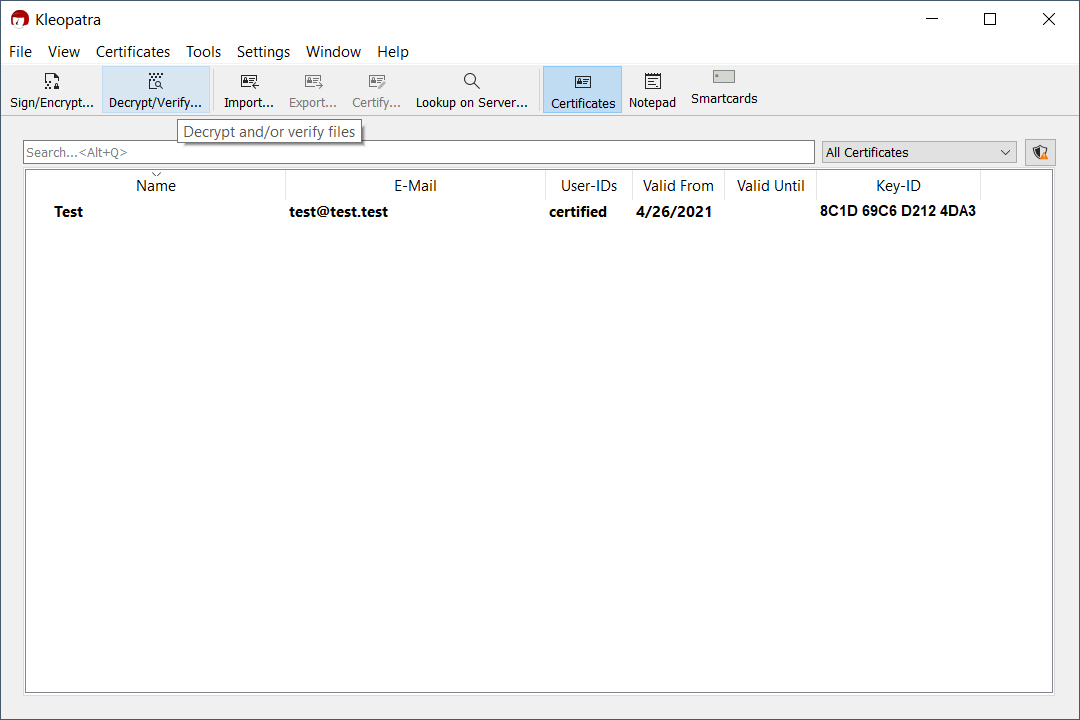 Kleopatra
File View Certificates Tools Settings Window Help
Sign/Encrypt... Decrypt/Verify... Import... Export... Certify... Lookup on Server... Certificates Notepad Smartcards
Decrypt and/or verify files
Search...<Alt+Q> All Certificates
Name E-Mail User-IDs Valid From Valid Until Key-ID
Test test@test.test certified 4/26/2021 8C1D 69C6 D212 4DA3